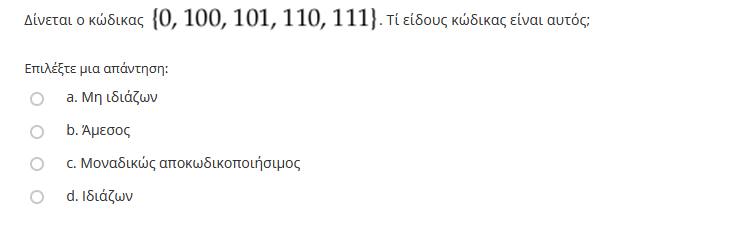 Δίνεται ο κώδικας {0, 100, 101, 110, 111}. Τί είδους κώδικας είναι αυτός;
Επιλέξτε μια απάντηση:
a. Μη ιδιάζων
b. Άμεσος
c. Μοναδικώς αποκωδικοποιήσιμος
d. Ιδιάζων